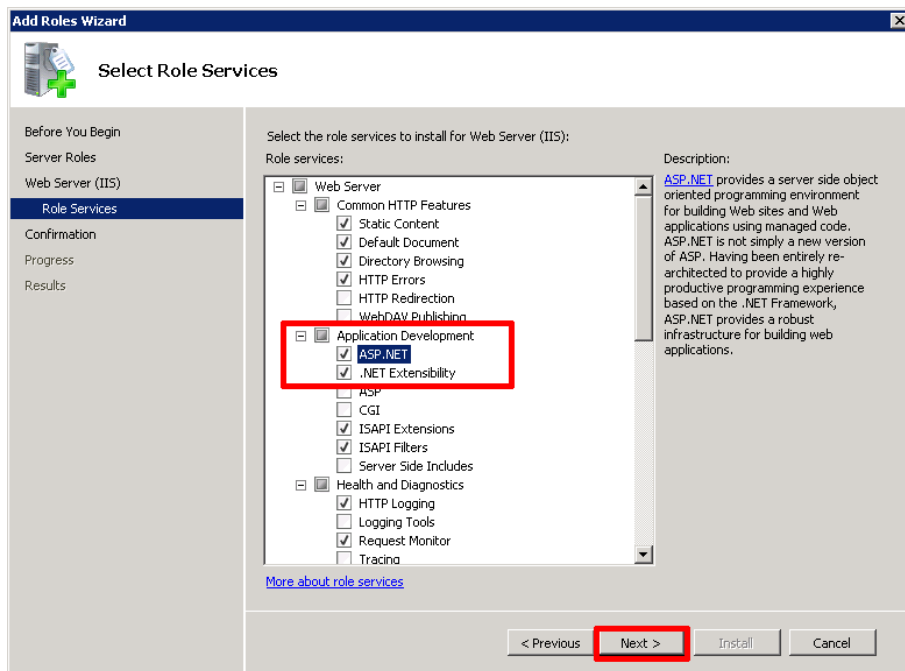 Add Roles Wizard
Select Role Services
Before You Begin
Server Roles
Web Server (IIS)
Role Services
Confirmation
Progress
Results
Select the role services to install for Web Server (IIS):
Role services:
Web Server
Common HTTP Features
Static Content
Default Document
Directory Browsing
HTTP Errors
HTTP Redirection
WebDAV Publishing
Application Development
ASP.NET
.NET Extensibility
ASP
CGI
ISAPI Extensions
ISAPI Filters
Server Side Includes
Health and Diagnostics
HTTP Logging
Logging Tools
Request Monitor
Tracing
More about role services
Description:
ASP.NET provides a server side object
oriented programming environment
for building Web sites and Web
applications using managed code.
ASP.NET is not simply a new version
of ASP. Having been entirely re-
architected to provide a highly
productive programming experience
based on the .NET Framework,
ASP.NET provides a robust
infrastructure for building web
applications.
< Previous
Next >
Install
Cancel